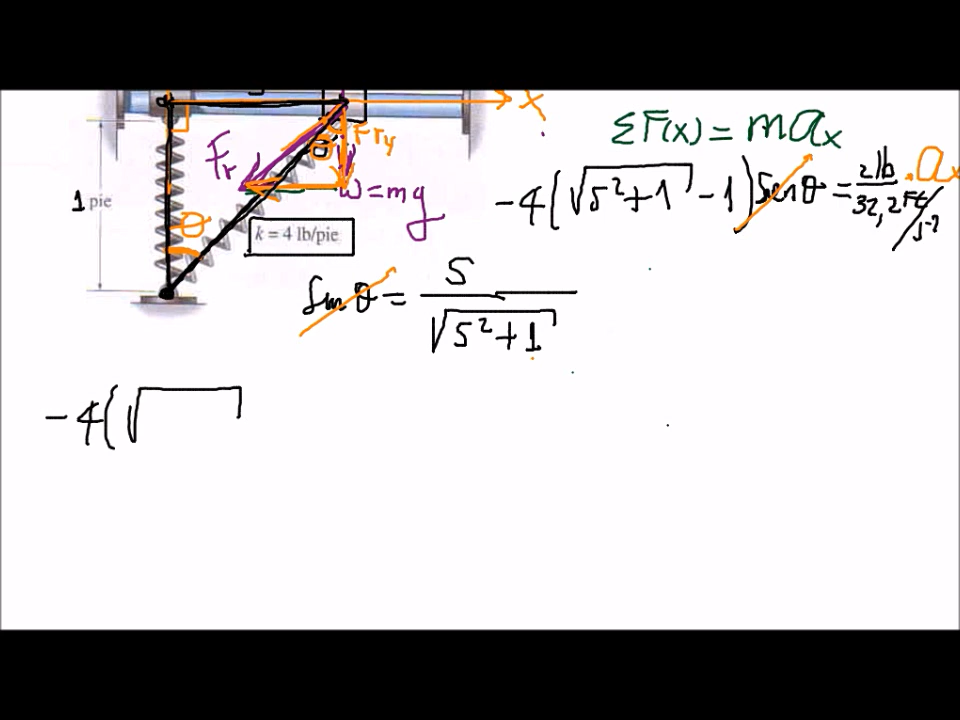 x
ΣF(x) = max
Fr
Fry
w = mg
-4(√5²+1 - 1) Senθ = 2lb/32,2 Ft/s² . ax
1 pie
θ
θ
k = 4 lb/pie
Senθ = S/√S²+1
-4(√